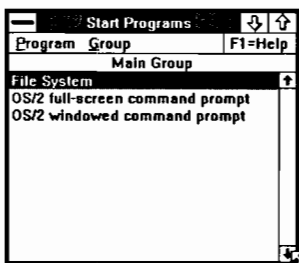 Start Programs
Program Group F1=Help
Main Group
File System
OS/2 full-screen command prompt
OS/2 windowed command prompt